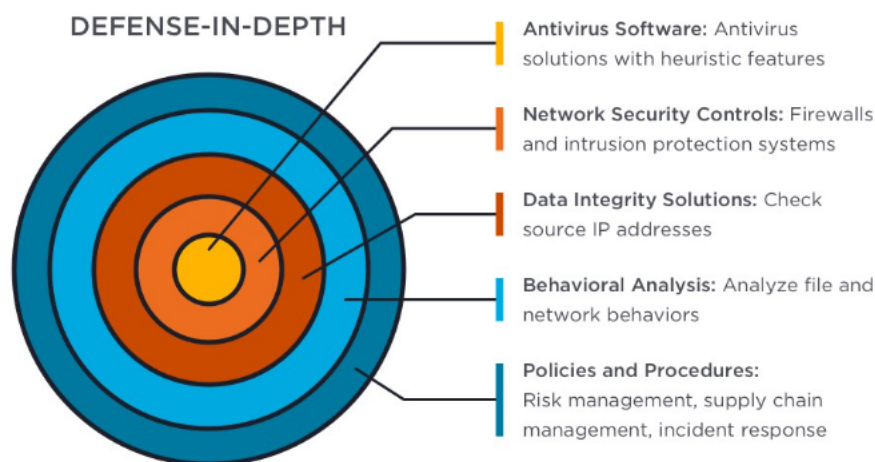 DEFENSE-IN-DEPTH
Antivirus Software: Antivirus
solutions with heuristic features
Network Security Controls: Firewalls
and intrusion protection systems
Data Integrity Solutions: Check
source IP addresses
Behavioral Analysis: Analyze file and
network behaviors
Policies and Procedures:
Risk management, supply chain
management, incident response